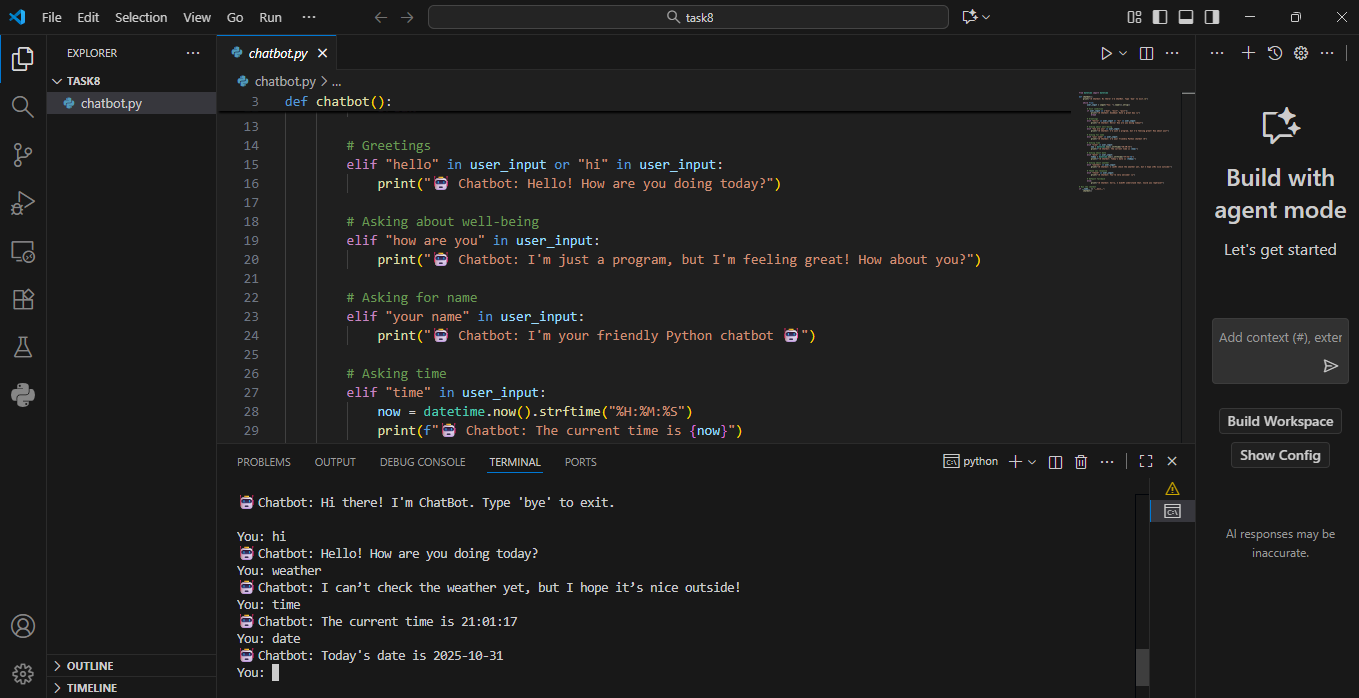 File Edit Selection View Go Run ··· task8
EXPLORER ···
TASK8
chatbot.py
OUTLINE
TIMELINE
chatbot.py
chatbot.py > ...
3 def chatbot():
13
14 # Greetings
15 elif "hello" in user_input or "hi" in user_input:
16 print("🤖 Chatbot: Hello! How are you doing today?")
17
18 # Asking about well-being
19 elif "how are you" in user_input:
20 print("🤖 Chatbot: I'm just a program, but I'm feeling great! How about you?")
21
22 # Asking for name
23 elif "your name" in user_input:
24 print("🤖 Chatbot: I'm your friendly Python chatbot 🤖")
25
26 # Asking time
27 elif "time" in user_input:
28 now = datetime.now().strftime("%H:%M:%S")
29 print(f"🤖 Chatbot: The current time is {now}")
PROBLEMS OUTPUT DEBUG CONSOLE TERMINAL PORTS python
🤖 Chatbot: Hi there! I'm ChatBot. Type 'bye' to exit.
You: hi
🤖 Chatbot: Hello! How are you doing today?
You: weather
🤖 Chatbot: I can’t check the weather yet, but I hope it’s nice outside!
You: time
🤖 Chatbot: The current time is 21:01:17
You: date
🤖 Chatbot: Today's date is 2025-10-31
You:
Build with
agent mode
Let's get started
Add context (#), exter
Build Workspace
Show Config
AI responses may be
inaccurate.